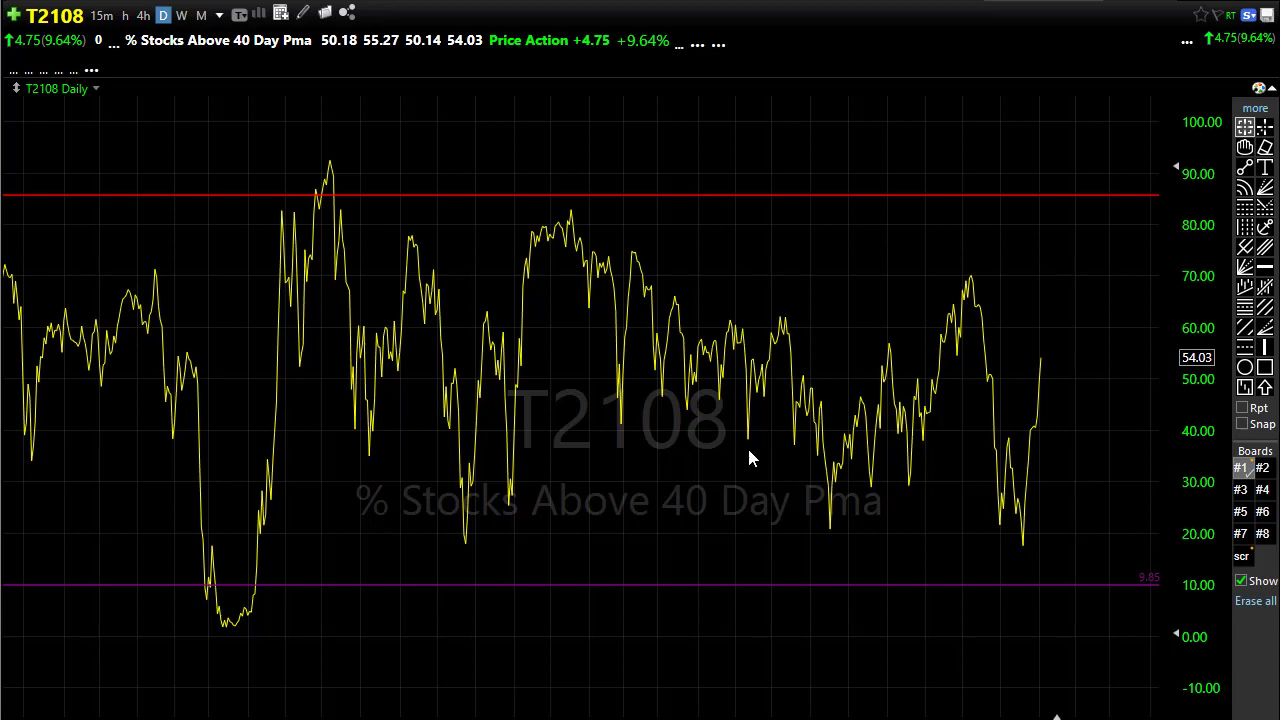 T2108 15m h 4h D W M RT S
4.75(9.64%) 0 ... % Stocks Above 40 Day Pma 50.18 55.27 50.14 54.03 Price Action +4.75 +9.64% ... ... ... ... 4.75(9.64%)
... ... ... ... ... ...
T2108 Daily
more
100.00
90.00
80.00
70.00
60.00
54.03
50.00
40.00
30.00
20.00
10.00
0.00
-10.00
9.85
T2108
% Stocks Above 40 Day Pma
T
Rpt
Snap
Boards
#1 #2
#3 #4
#5 #6
#7 #8
scr
Show
Erase all